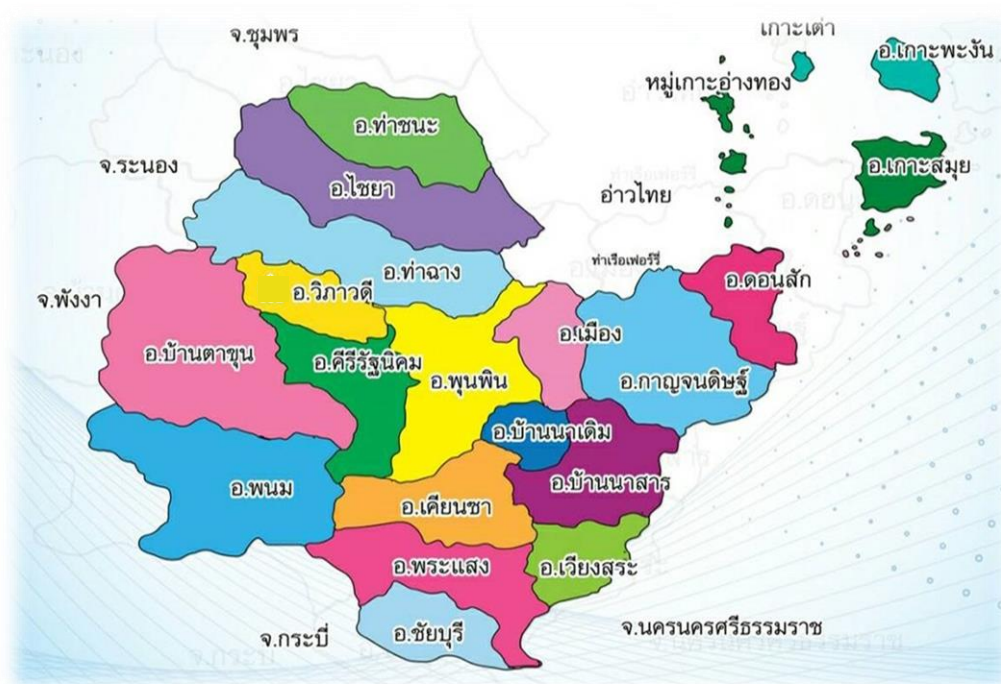 จ.ชุมพร
เกาะเต่า
อ.เกาะพะงัน
หมู่เกาะอ่างทอง
อ.ท่าชนะ
จ.ระนอง
อ.ไชยา
อ่าวไทย
อ.เกาะสมุย
ท่าเรือเฟอร์รี่
อ.ท่าฉาง
อ.ดอนสัก
จ.พังงา
อ.วิภาวดี
อ.เมือง
อ.บ้านตาขุน
อ.คีรีรัฐนิคม
อ.พุนพิน
อ.กาญจนดิษฐ์
อ.บ้านนาเดิม
อ.พนม
อ.เคียนซา
อ.บ้านนาสาร
อ.พระแสง
อ.เวียงสระ
จ.กระบี่
อ.ชัยบุรี
จ.นครนครศรีธรรมราช